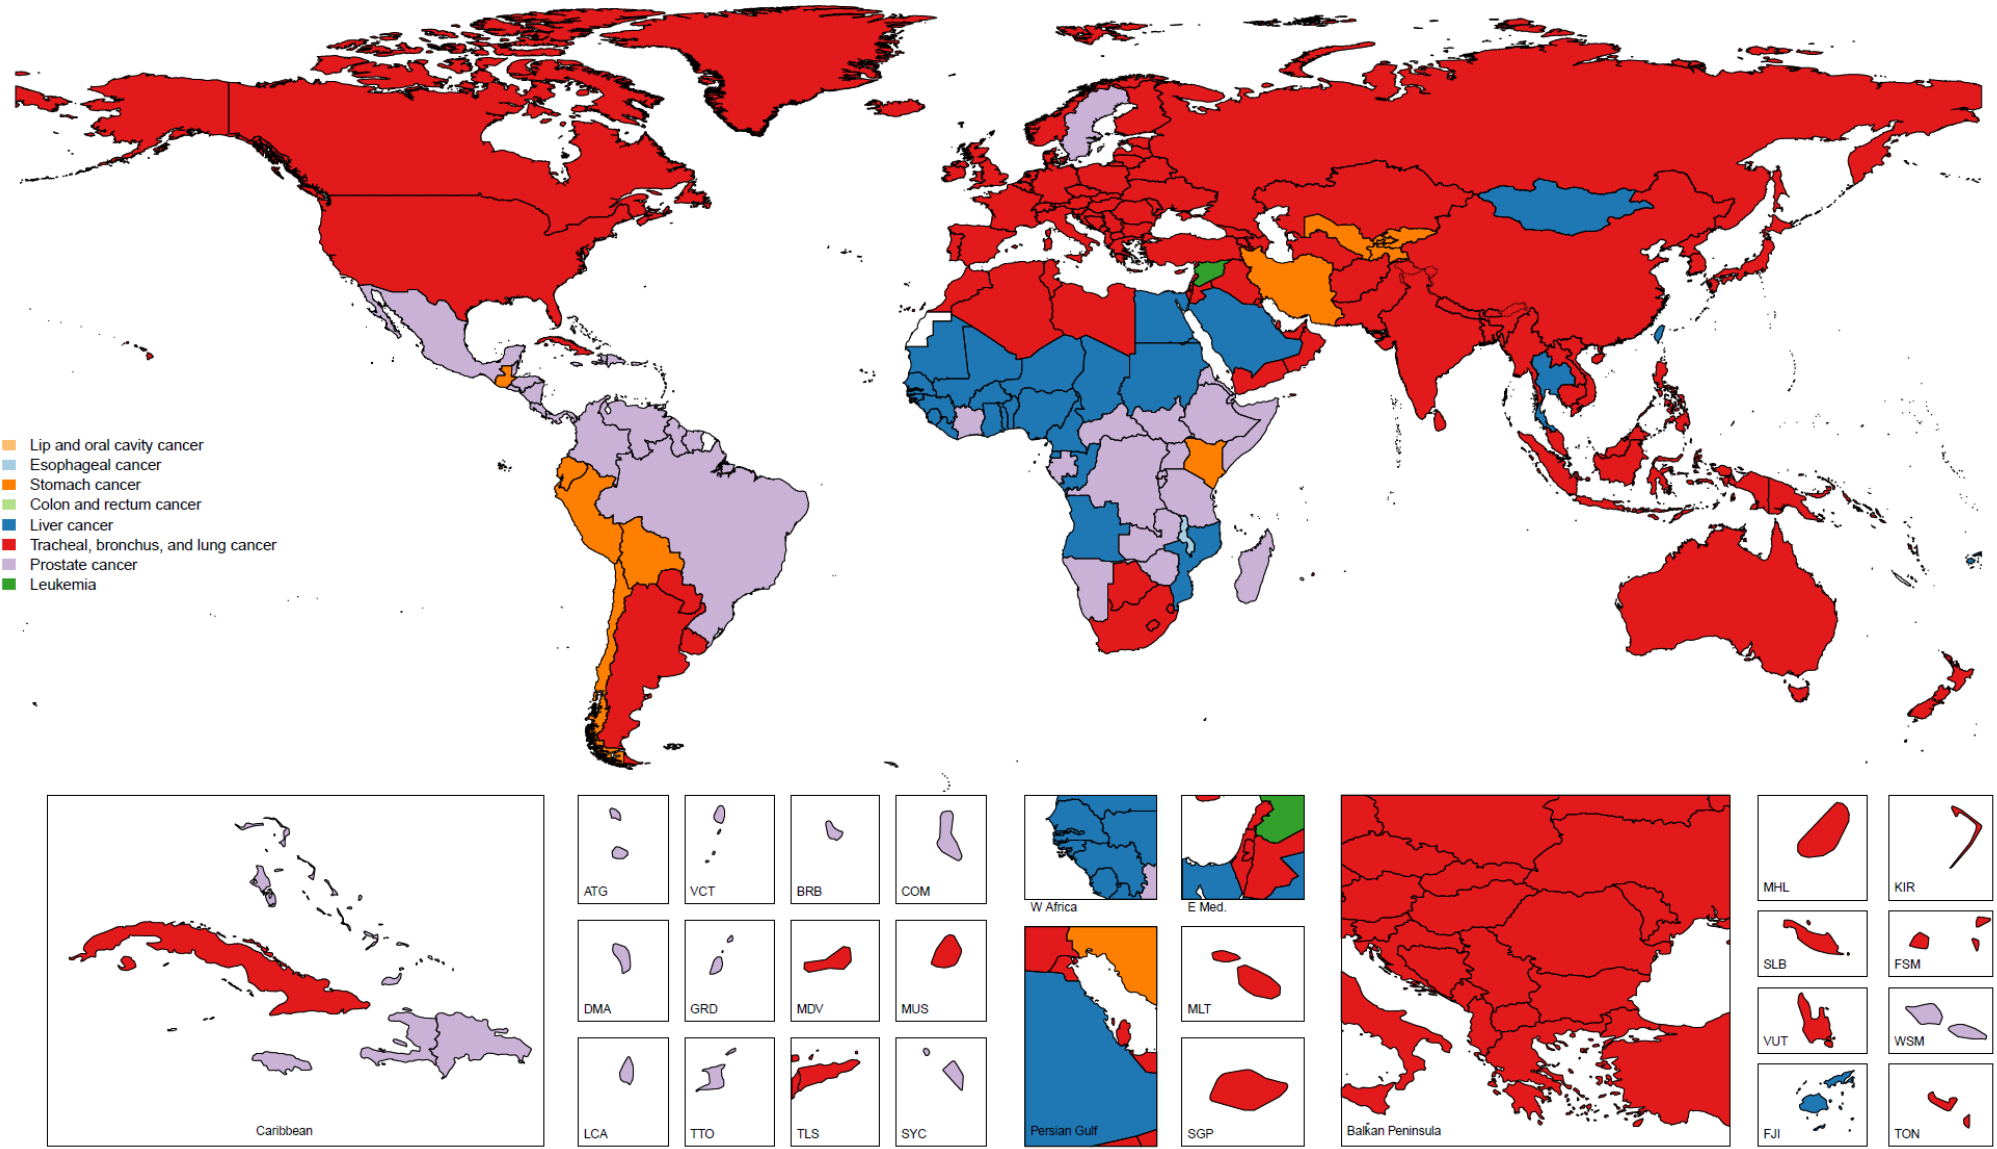 Lip and oral cavity cancer
Esophageal cancer
Stomach cancer
Colon and rectum cancer
Liver cancer
Tracheal, bronchus, and lung cancer
Prostate cancer
Leukemia
Caribbean
ATG
VCT
BRB
COM
DMA
GRD
MDV
MUS
LCA
TTO
TLS
SYC
W Africa
E Med.
Persian Gulf
MLT
SGP
Balkan Peninsula
MHL
KIR
SLB
FSM
VUT
WSM
FJI
TON